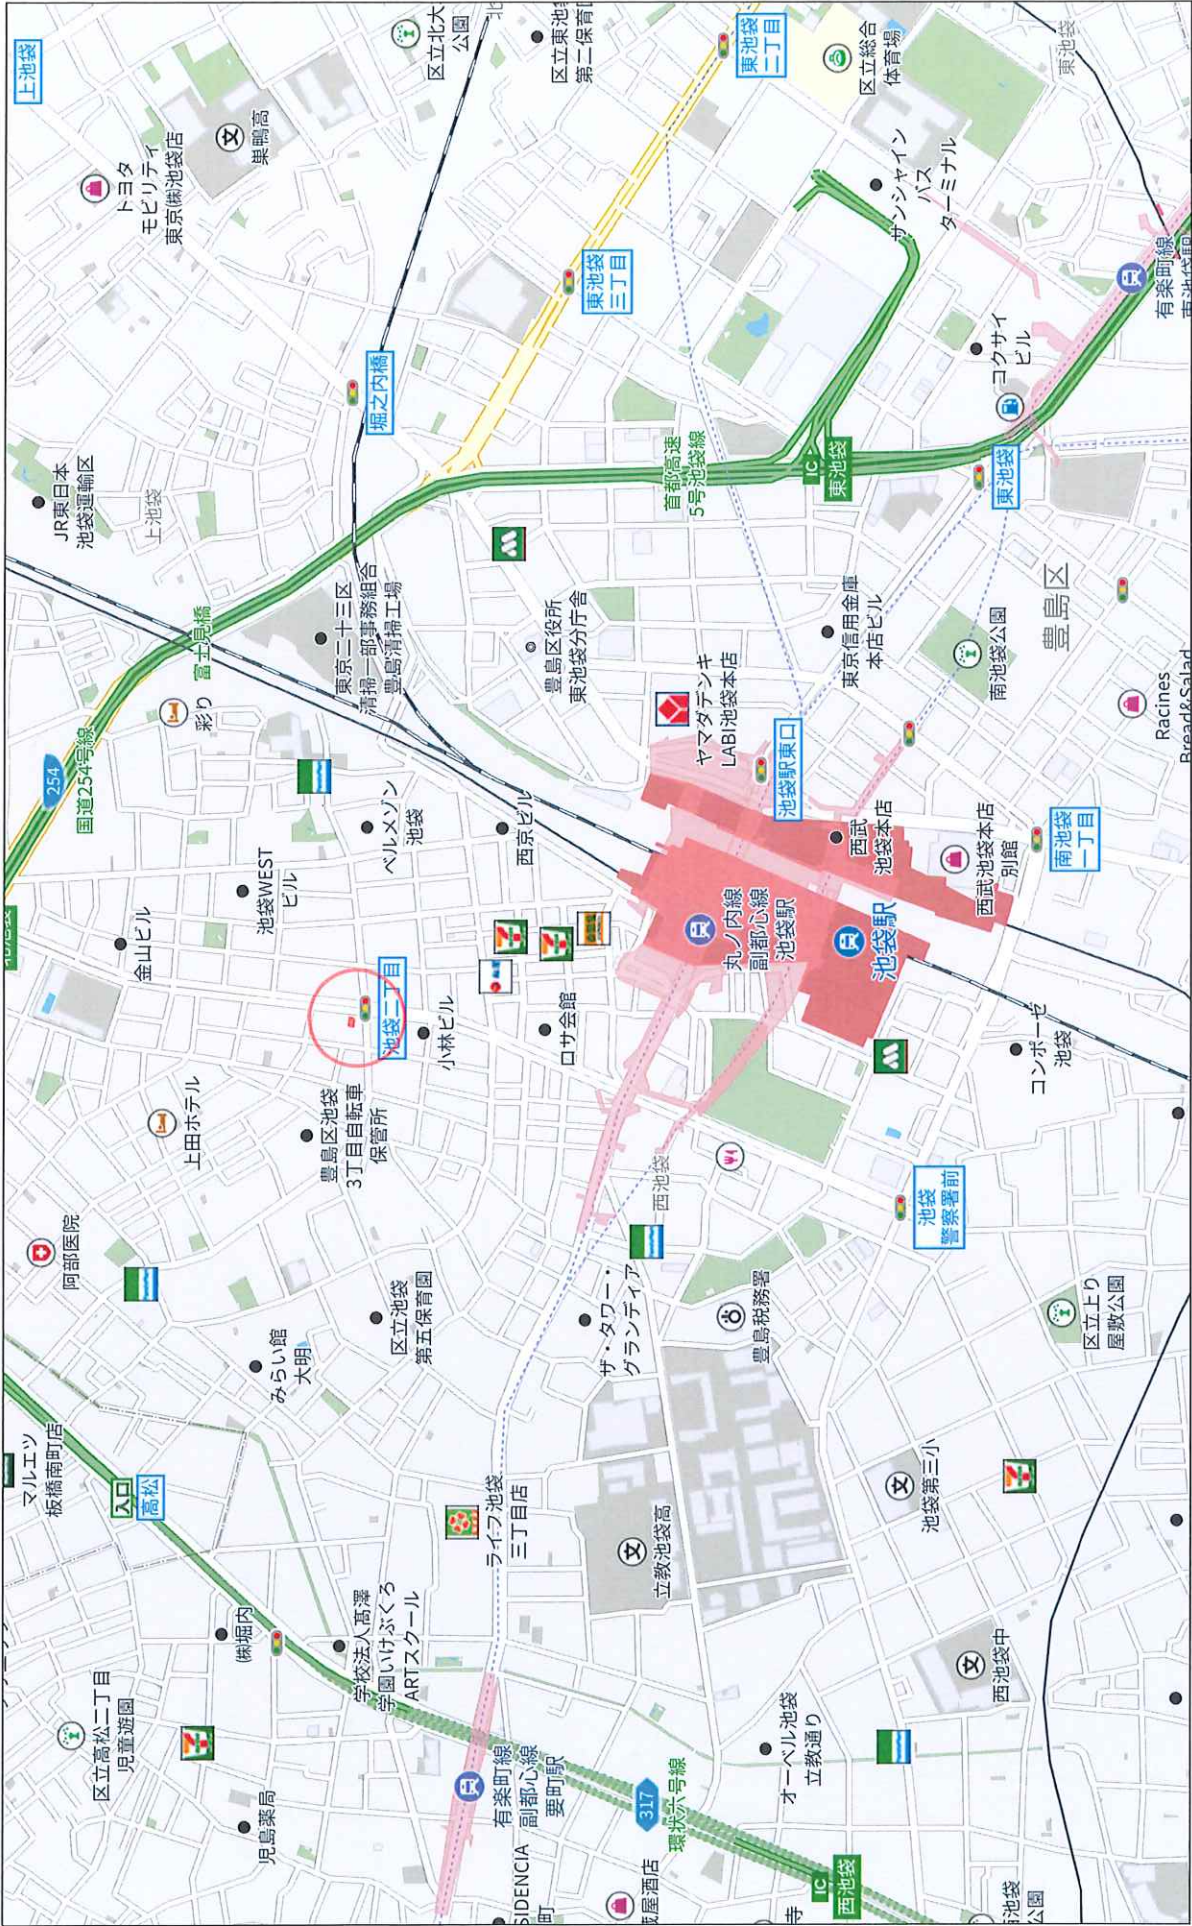 上池袋
マルエツ
板橋南町店
阿部医院
JR東日本
池袋運輸区
254
国道254号線
区立高松二丁目
児童遊園
入口
高松
金山ビル
トヨタ
モビリティ
東京(株)池袋店
上池袋
上田ホテル
彩り
富士見橋
(株)堀内
児島薬局
みらい館
大明
池袋WEST
ビル
巣鴨高
豊島区池袋
3丁目自転車
保管所
池袋二丁目
東京二十三区
清掃一部事務組合
豊島清掃工場
堀之内橋
学校法人髙澤
学園いけぶくろ
ARTスクール
区立池袋
第五保育園
ベルメゾン
池袋
小林ビル
区立北大
公園
有楽町線
副都心線
要町駅
ライフ池袋
三丁目店
西京ビル
ロサ会館
豊島区役所
東池袋分庁舎
東池袋
三丁目
区立東池袋
第二保育園
SIDENCIA
町
317
環状六号線
立教池袋高
ザ・タワー・
グランディア
西池袋
首都高速
5号池袋線
丸ノ内線
副都心線
池袋駅
ヤマダデンキ
LABI池袋本店
東池袋
二丁目
蔵屋酒店
オーベル池袋
立教通り
豊島税務署
池袋駅東口
IC
西池袋
IC
東池袋
池袋駅
西武
池袋本店
東京信用金庫
本店ビル
区立総合
体育場
サンシャイン
バス
ターミナル
池袋第三小
池袋
警察署前
西武池袋本店
別館
南池袋公園
東池袋
コクサイ
ビル
西池袋中
コンポーゼ
池袋
南池袋
一丁目
豊島区
東池袋
区立上り
屋敷公園
Racines
Bread&Salad
有楽町線
東池袋駅
寺
公園